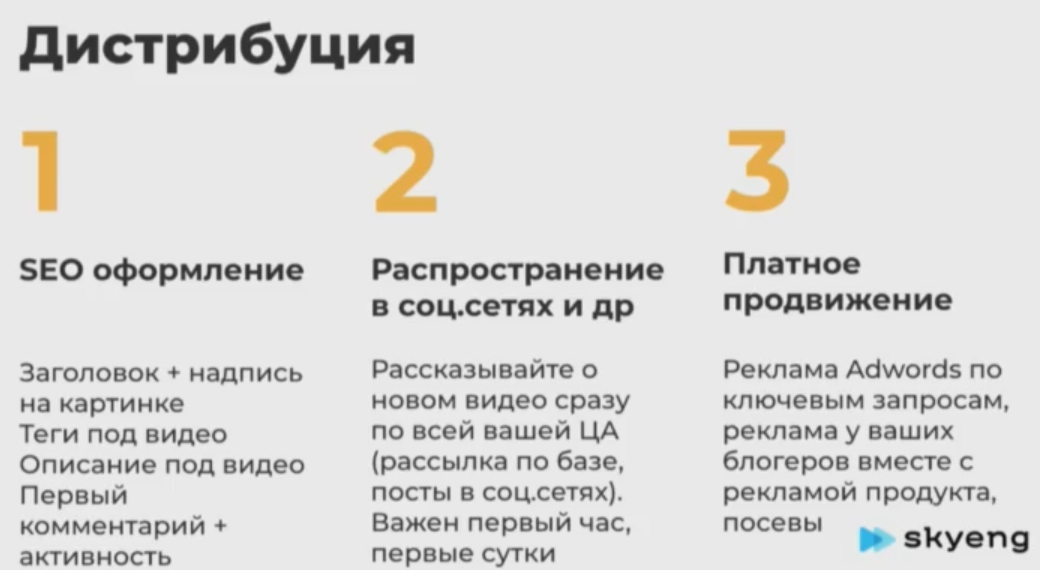 Дистрибуция
1
SEO оформление
Заголовок + надпись
на картинке
Теги под видео
Описание под видео
Первый
комментарий +
активность
2
Распространение
в соц.сетях и др
Рассказывайте о
новом видео сразу
по всей вашей ЦА
(рассылка по базе,
посты в соц.сетях).
Важен первый час,
первые сутки
3
Платное
продвижение
Реклама Adwords по
ключевым запросам,
реклама у ваших
блогеров вместе с
рекламой продукта,
посевы
skyeng